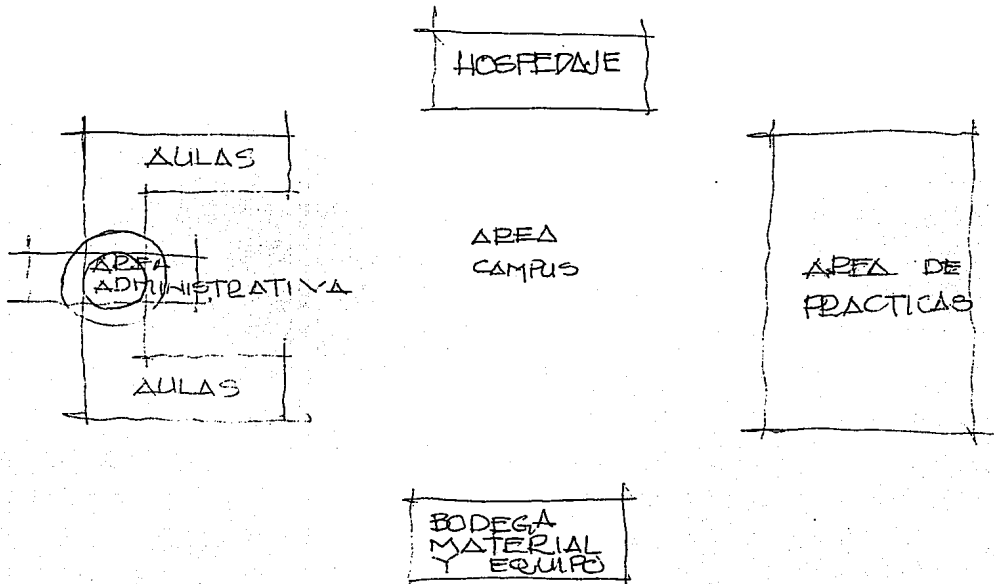 HOSPEDAJE
AULAS
AREA
CAMPUS
AREA
ADMINISTRATIVA
AREA DE
PRACTICAS
AULAS
BODEGA
MATERIAL
Y EQUIPO